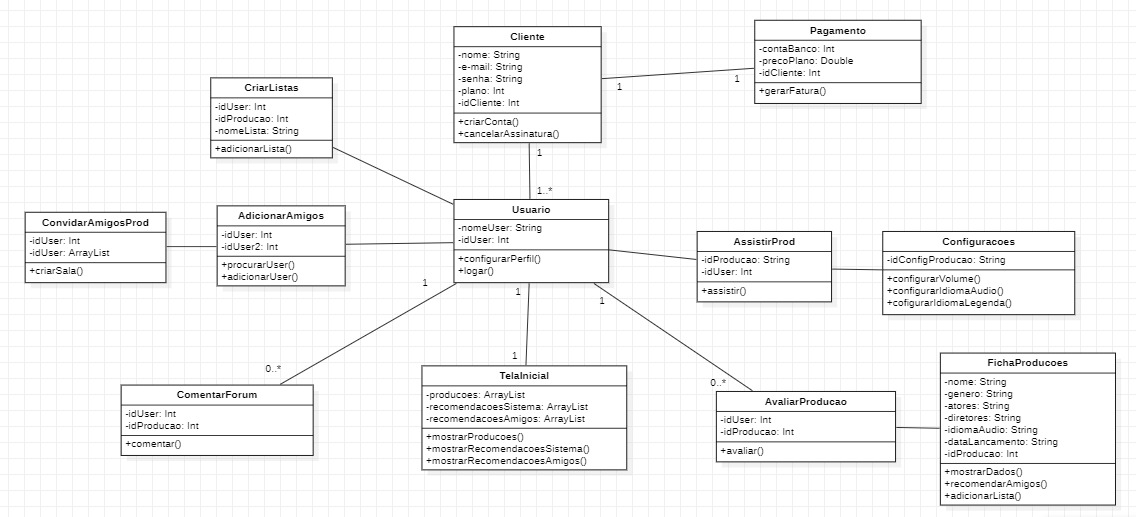 Cliente
-nome: String
-e-mail: String
-senha: String
-plano: Int
-idCliente: Int
+criarConta()
+cancelarAssinatura()
Pagamento
-contaBanco: Int
-precoPlano: Double
-idCliente: Int
+gerarFatura()
1
1
CriarListas
-idUser: Int
-idProducao: Int
-nomeLista: String
+adicionarLista()
1
1..*
ConvidarAmigosProd
-idUser: Int
-idUser: ArrayList
+criarSala()
AdicionarAmigos
-idUser: Int
-idUser2: Int
+procurarUser()
+adicionarUser()
Usuario
-nomeUser: String
-idUser: Int
+configurarPerfil()
+logar()
AssistirProd
-idProducao: String
-idUser: Int
+assistir()
Configuracoes
-idConfigProducao: String
+configurarVolume()
+configurarIdiomaAudio()
+cofigurarIdiomaLegenda()
1
1
1
0..*
1
0..*
ComentarForum
-idUser: Int
-idProducao: Int
+comentar()
TelaInicial
-producoes: ArrayList
-recomendacoesSistema: ArrayList
-recomendacoesAmigos: ArrayList
+mostrarProducoes()
+mostrarRecomendacoesSistema()
+mostrarRecomendacoesAmigos()
AvaliarProducao
-idUser: Int
-idProducao: Int
+avaliar()
FichaProducoes
-nome: String
-genero: String
-atores: String
-diretores: String
-idiomaAudio: String
-dataLancamento: String
-idProducao: Int
+mostrarDados()
+recomendarAmigos()
+adicionarLista()